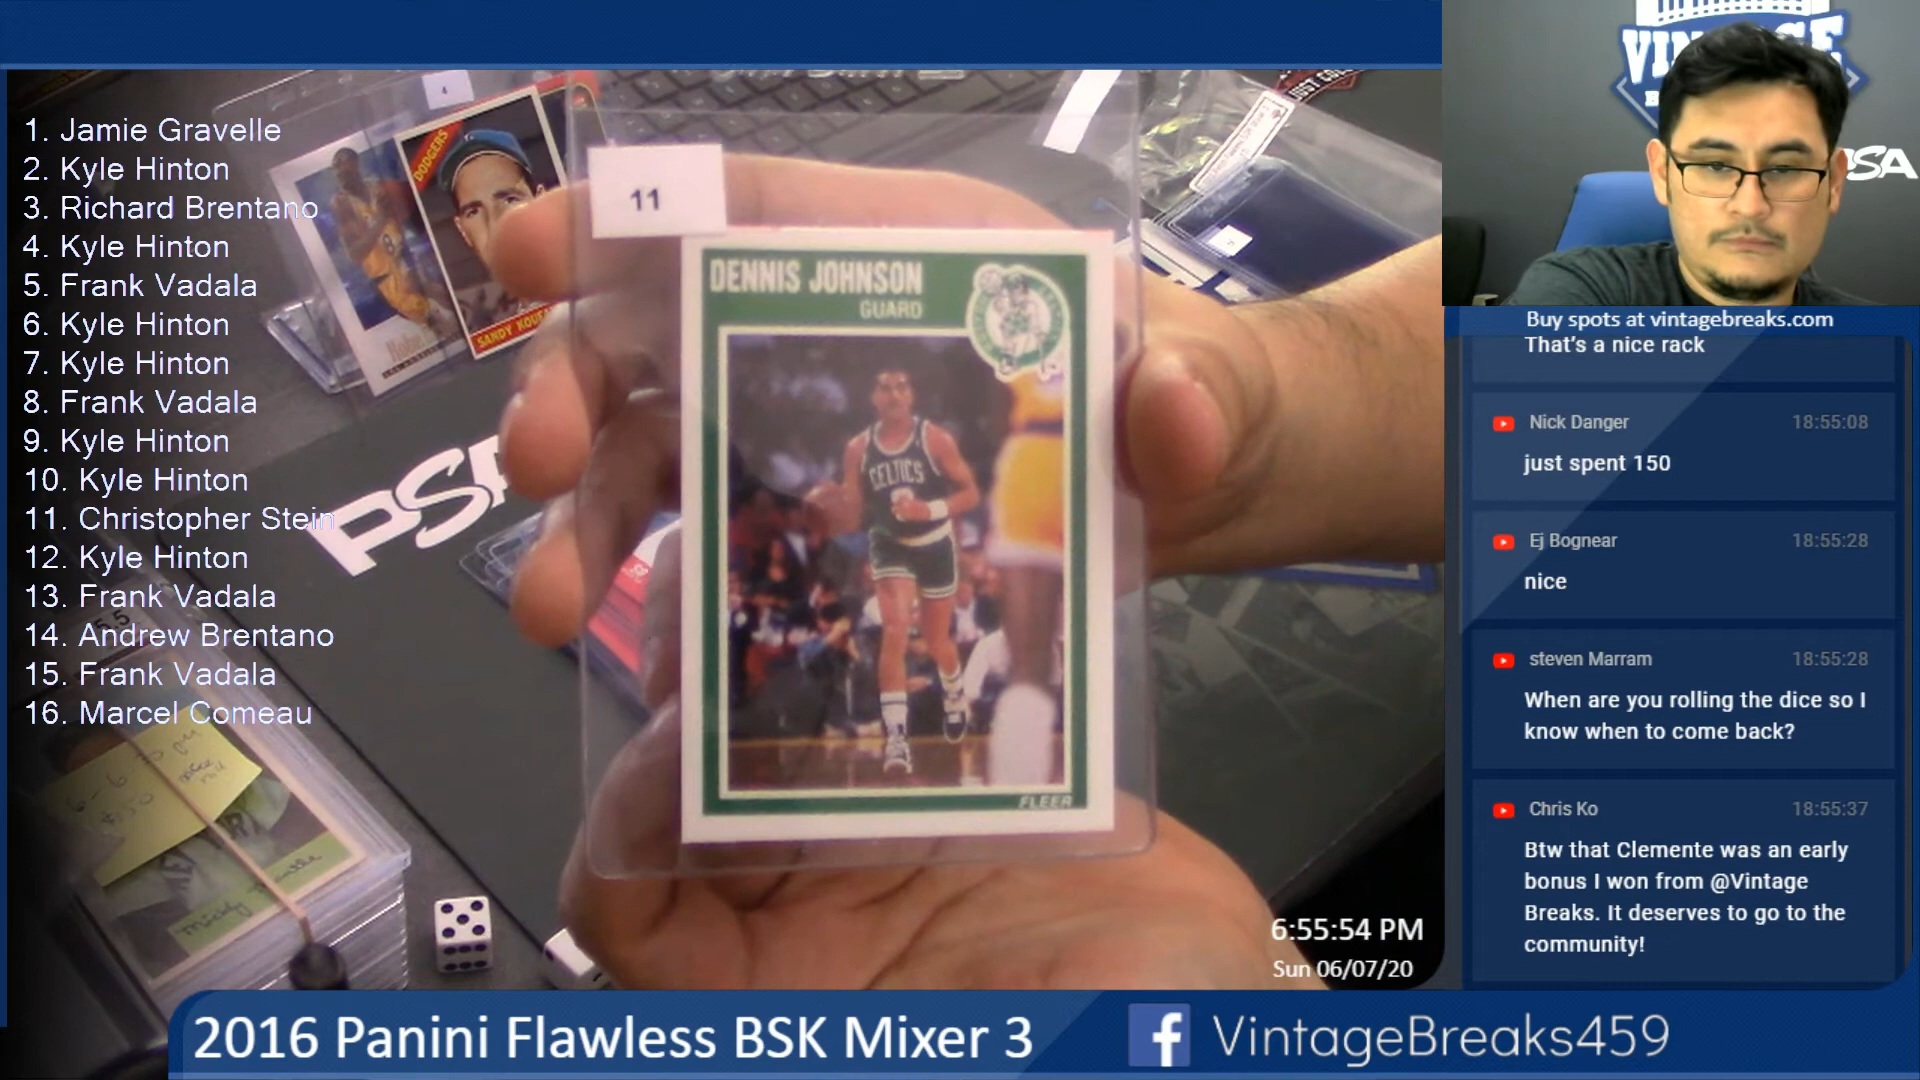 1. Jamie Gravelle
2. Kyle Hinton
3. Richard Brentano
4. Kyle Hinton
5. Frank Vadala
6. Kyle Hinton
7. Kyle Hinton
8. Frank Vadala
9. Kyle Hinton
10. Kyle Hinton
11. Christopher Stein
12. Kyle Hinton
13. Frank Vadala
14. Andrew Brentano
15. Frank Vadala
16. Marcel Comeau
4
DODGERS
8
11
DENNIS JOHNSON
GUARD
CELTICS
FLEER
JUST
PSA
6:55:54 PM
Sun 06/07/20
Buy spots at vintagebreaks.com
That's a nice rack
Nick Danger 18:55:08
just spent 150
Ej Bognear 18:55:28
nice
steven Marram 18:55:28
When are you rolling the dice so I
know when to come back?
Chris Ko 18:55:37
Btw that Clemente was an early
bonus I won from @Vintage
Breaks. It deserves to go to the
community!
2016 Panini Flawless BSK Mixer 3
f VintageBreaks459